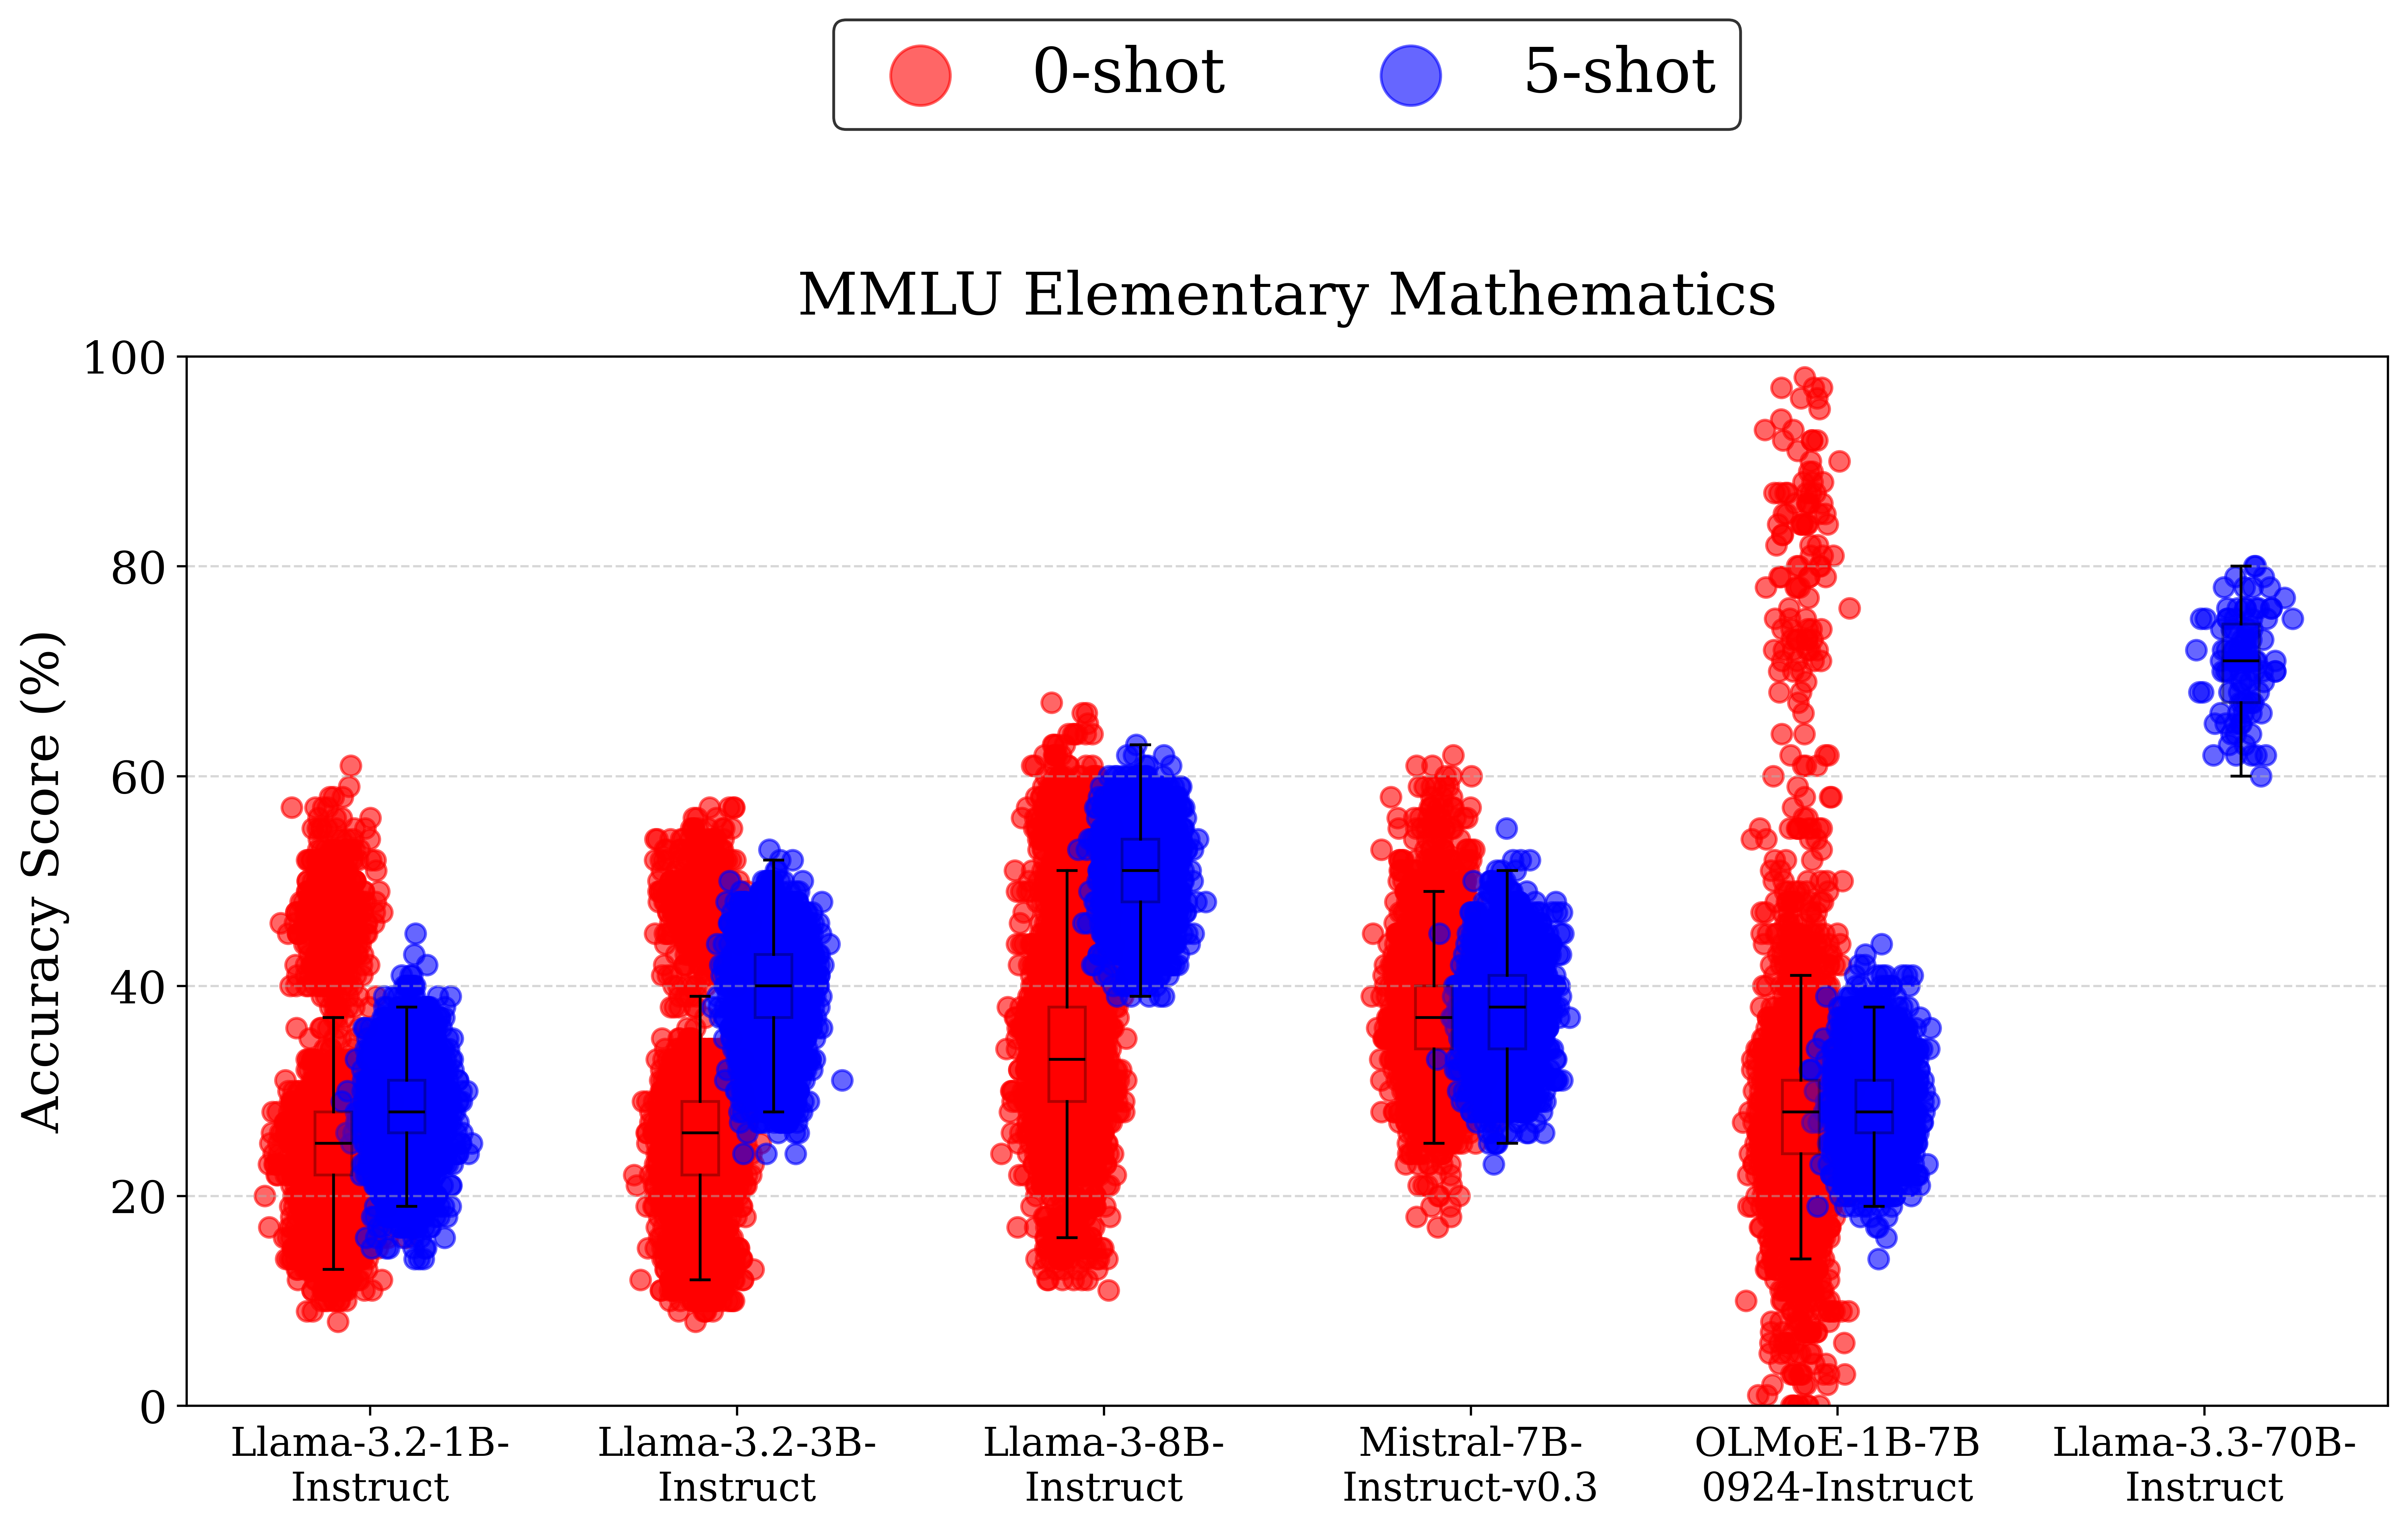 0-shot 5-shot
MMLU Elementary Mathematics
Accuracy Score (%)
100
80
60
40
20
0
Llama-3.2-1B-
Instruct
Llama-3.2-3B-
Instruct
Llama-3-8B-
Instruct
Mistral-7B-
Instruct-v0.3
OLMoE-1B-7B
0924-Instruct
Llama-3.3-70B-
Instruct